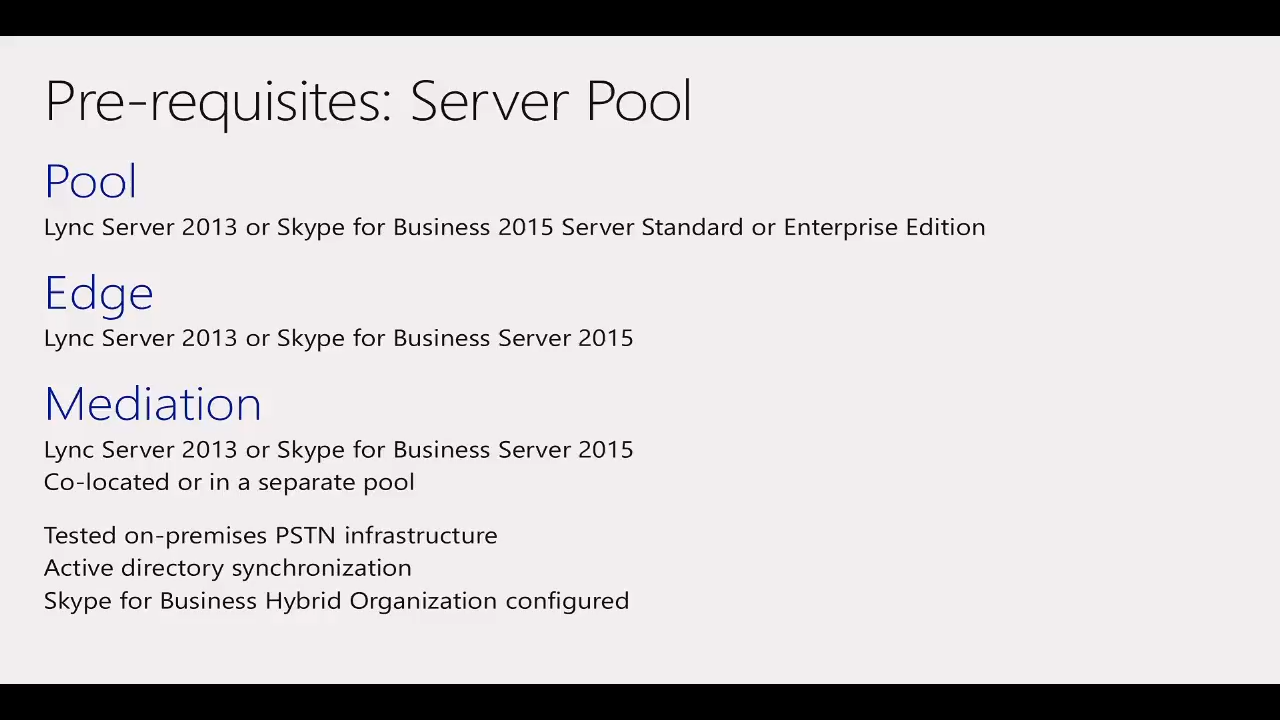 Pre-requisites: Server Pool
Pool
Lync Server 2013 or Skype for Business 2015 Server Standard or Enterprise Edition
Edge
Lync Server 2013 or Skype for Business Server 2015
Mediation
Lync Server 2013 or Skype for Business Server 2015
Co-located or in a separate pool
Tested on-premises PSTN infrastructure
Active directory synchronization
Skype for Business Hybrid Organization configured